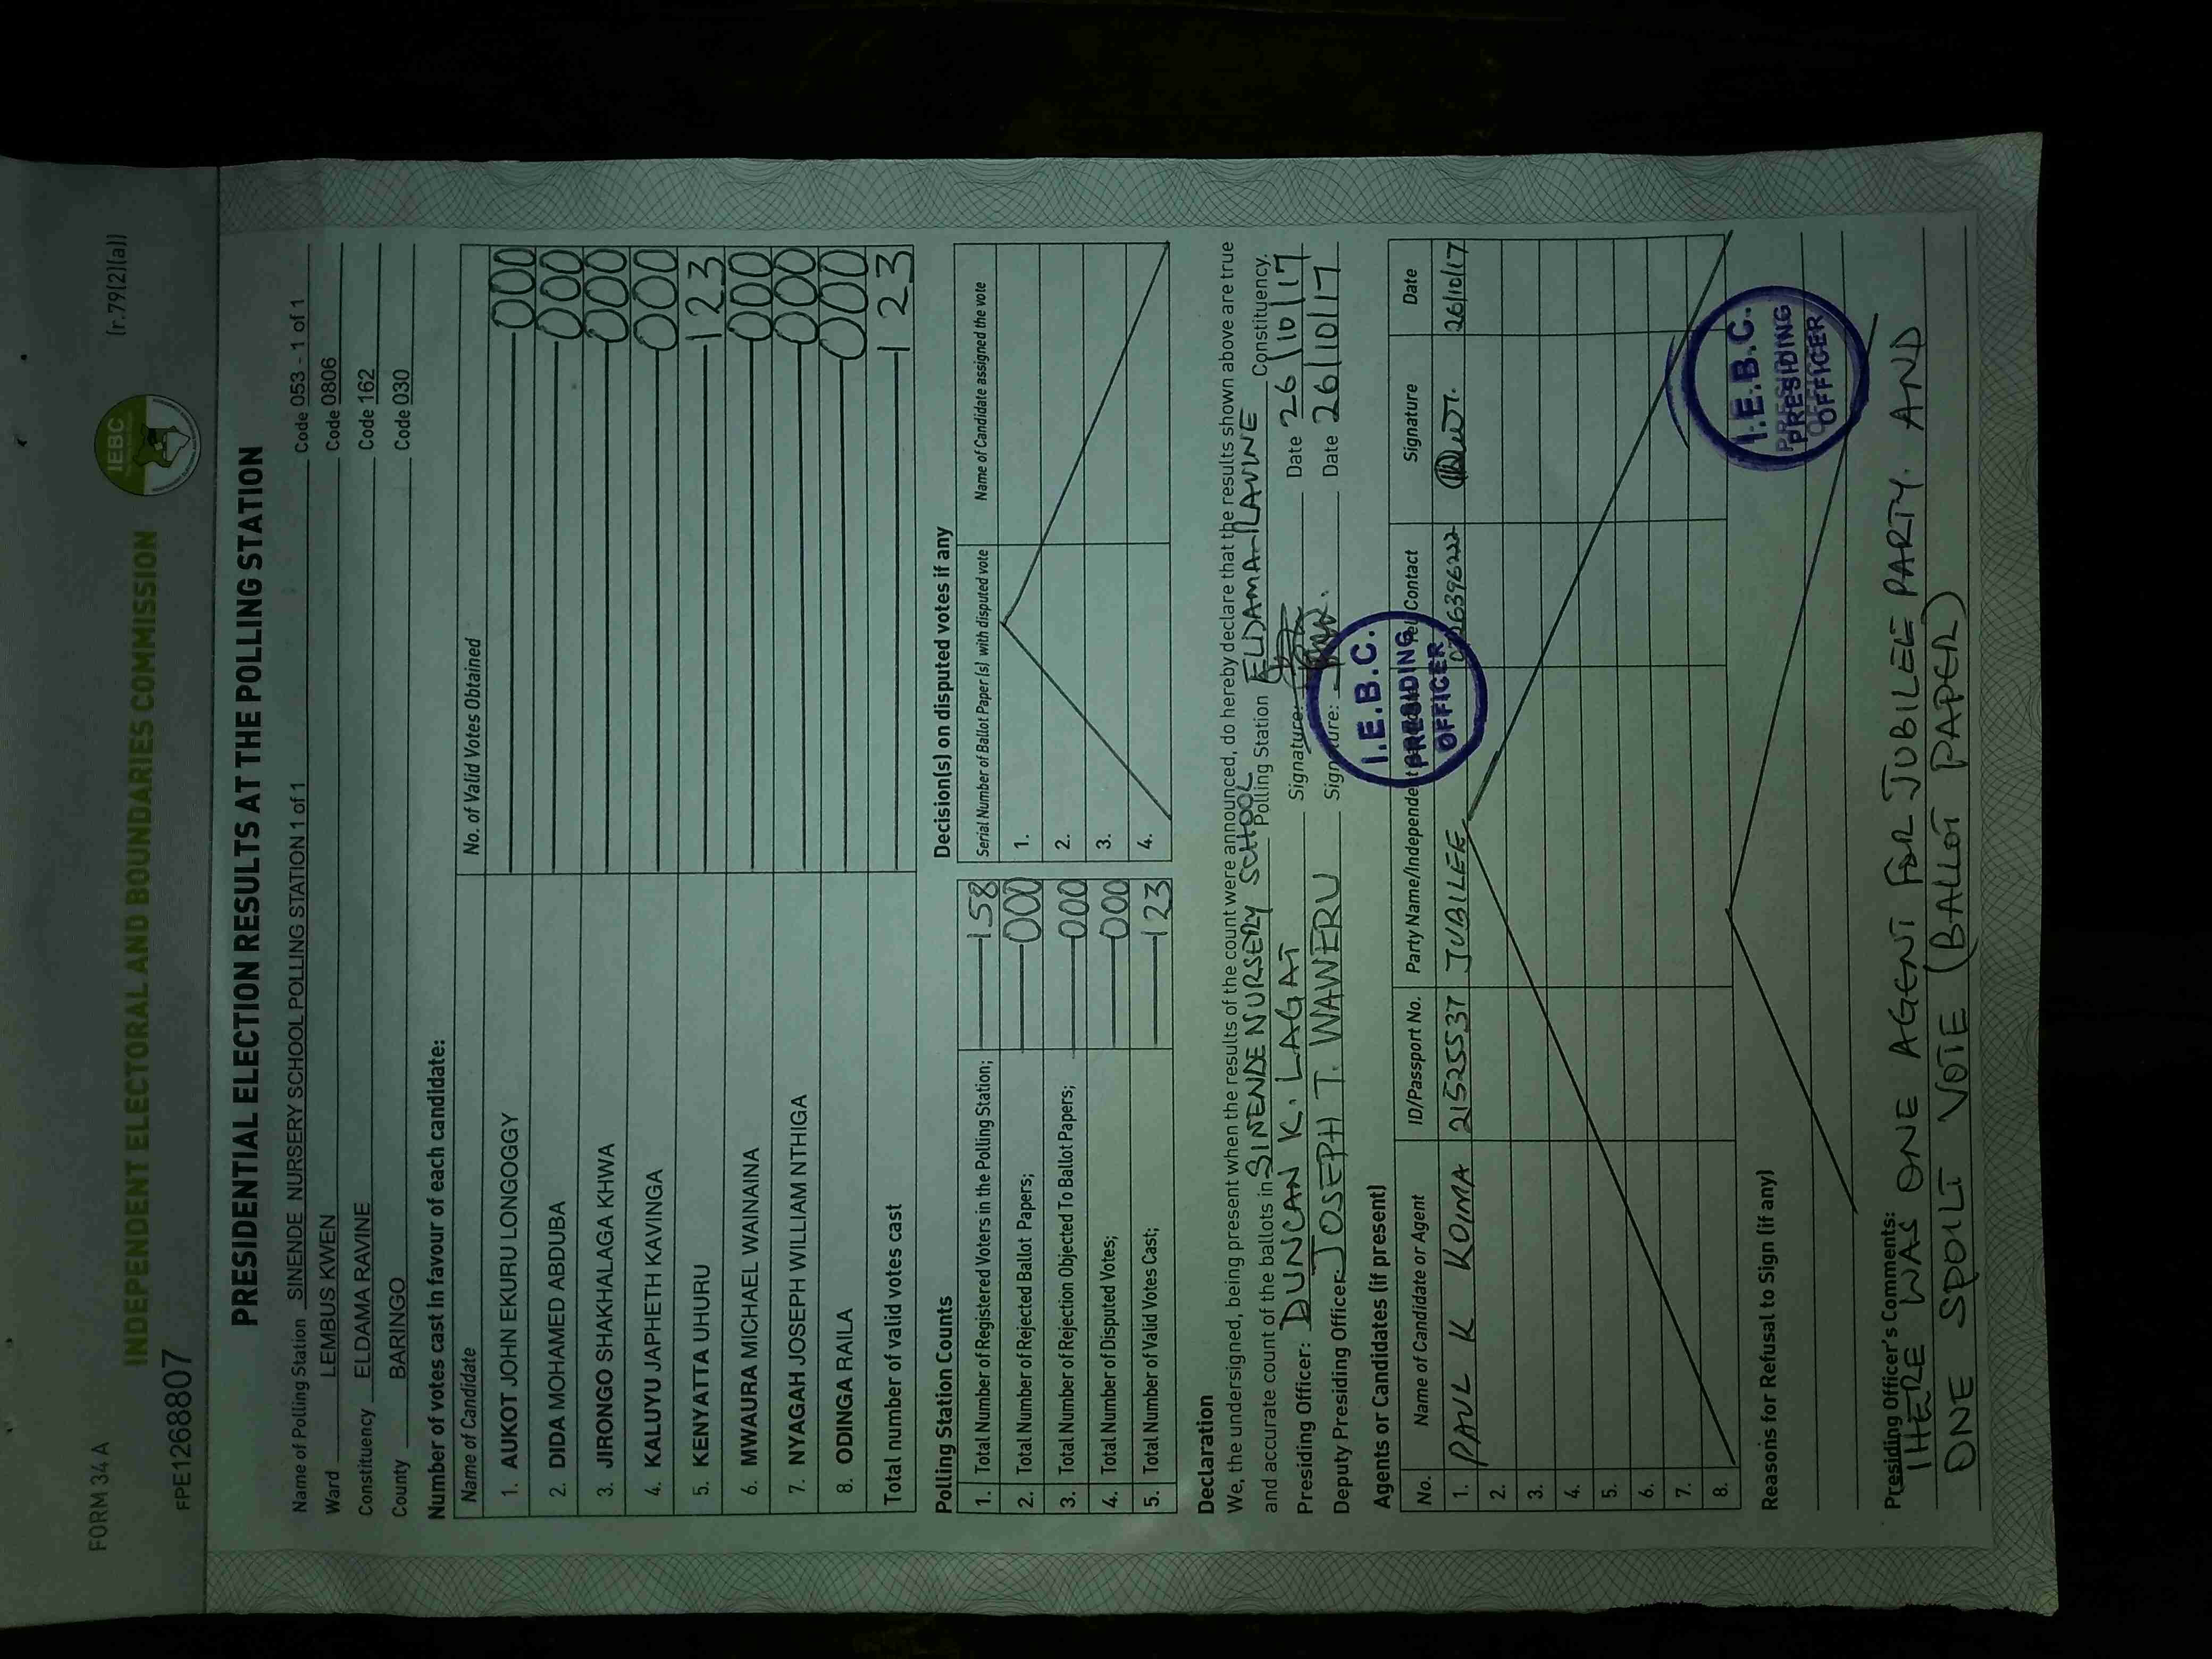 FORM 34 A
(r.79(2)(a))
IEBC
INDEPENDENT ELECTORAL AND BOUNDARIES COMMISSION
FPE1268807
PRESIDENTIAL ELECTION RESULTS AT THE POLLING STATION
Name of Polling Station SINENDE NURSERY SCHOOL POLLING STATION 1 of 1 Code 053 - 1 of 1
Ward LEMBUS KWEN Code 0806
Constituency ELDAMA RAVINE Code 162
County BARINGO Code 030
Number of votes cast in favour of each candidate:
Name of Candidate No. of Valid Votes Obtained
1. AUKOT JOHN EKURU LONGOGGY 000
2. DIDA MOHAMED ABDUBA 000
3. JIRONGO SHAKHALAGA KHWA 000
4. KALUYU JAPHETH KAVINGA 000
5. KENYATTA UHURU 123
6. MWAURA MICHAEL WAINAINA 000
7. NYAGAH JOSEPH WILLIAM NTHIGA 000
8. ODINGA RAILA 000
Total number of valid votes cast 123
Polling Station Counts
1. Total Number of Registered Voters in the Polling Station; 158
2. Total Number of Rejected Ballot Papers; 000
3. Total Number of Rejection Objected To Ballot Papers; 000
4. Total Number of Disputed Votes; 000
5. Total Number of Valid Votes Cast; 123
Decision(s) on disputed votes if any
Serial Number of Ballot Paper (s) with disputed vote Name of Candidate assigned the vote
1.
2.
3.
4.
Declaration
We, the undersigned, being present when the results of the count were announced, do hereby declare that the results shown above are true
and accurate count of the ballots in SINENDE NURSERY SCHOOL Polling Station ELDAMA RAVINE Constituency.
Presiding Officer: DUNCAN K. LAGAT Signature: Date 26/10/17
Deputy Presiding Officer: JOSEPH T. WAWERU Signature: Date 26/10/17
Agents or Candidates (if present)
No. Name of Candidate or Agent ID/Passport No. Party Name/Independent Tel Contact Signature Date
1. PAUL K KOIMA 21525537 JUBILEE 26/10/17
2.
3.
4.
5.
6.
7.
8.
I.E.B.C.
PRESIDING
OFFICER
Reasons for Refusal to Sign (if any)
I.E.B.C.
PRESIDING
OFFICER
Presiding Officer's Comments:
THERE WAS ONE AGENT FOR JUBILEE PARTY. AND
ONE SPOILT VOTE (BALLOT PAPER)